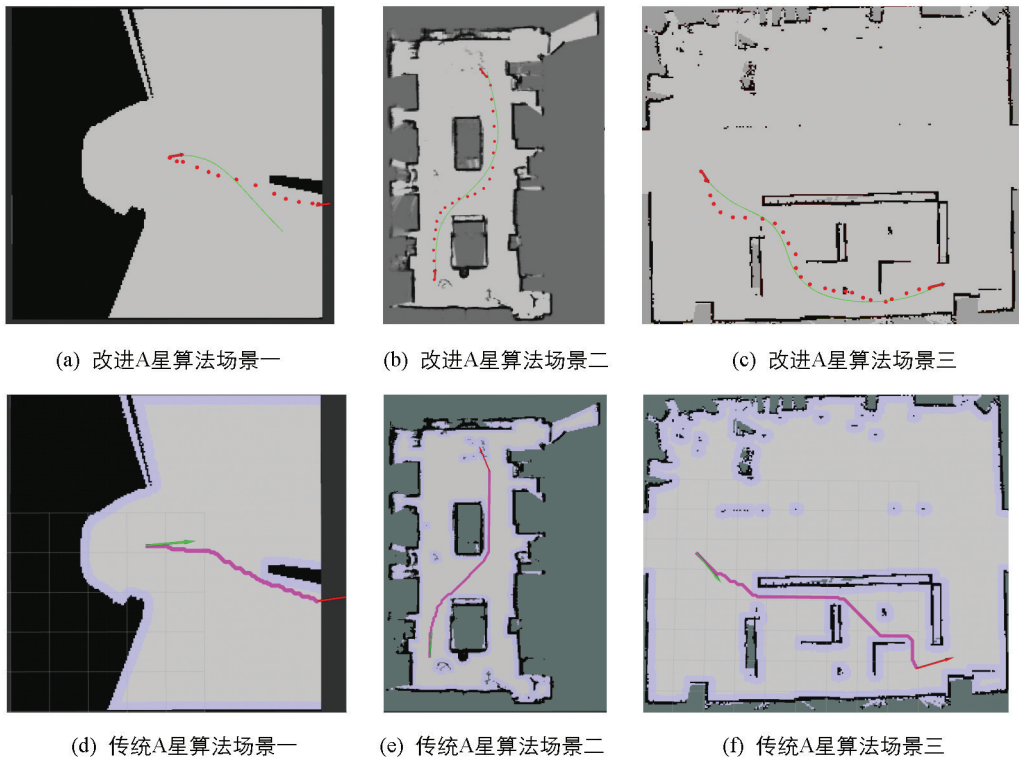 (a) 改进A星算法场景一
(b) 改进A星算法场景二
(c) 改进A星算法场景三
(d) 传统A星算法场景一
(e) 传统A星算法场景二
(f) 传统A星算法场景三